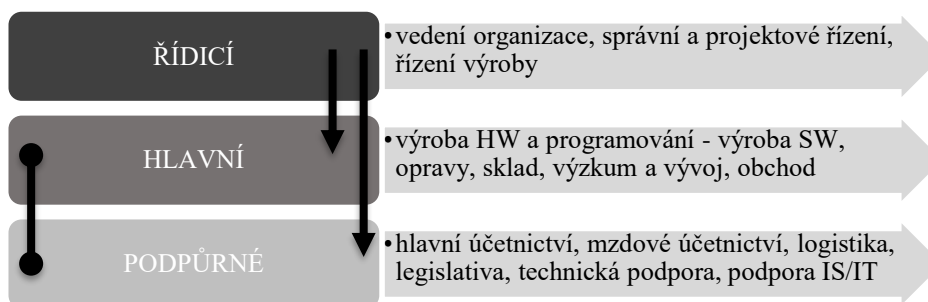 ŘÍDICÍ
•vedení organizace, správní a projektové řízení,
řízení výroby
HLAVNÍ
•výroba HW a programování - výroba SW,
opravy, sklad, výzkum a vývoj, obchod
PODPŮRNÉ
•hlavní účetnictví, mzdové účetnictví, logistika,
legislativa, technická podpora, podpora IS/IT